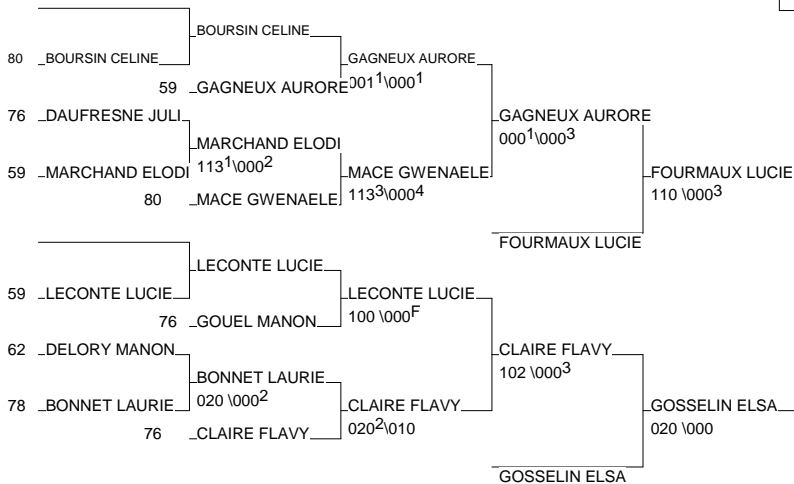 BOURSIN CELINE
80 BOURSIN CELINE
GAGNEUX AURORE
001¹\000¹
59 GAGNEUX AURORE
76 DAUFRESNE JULI
GAGNEUX AURORE
000¹\000³
MARCHAND ELODI
113¹\000²
59 MARCHAND ELODI
MACE GWENAELE
113³\000⁴
FOURMAUX LUCIE
110 \000³
80 MACE GWENAELE
FOURMAUX LUCIE
LECONTE LUCIE
59 LECONTE LUCIE
LECONTE LUCIE
100 \000F
76 GOUEL MANON
62 DELORY MANON
CLAIRE FLAVY
102 \000³
BONNET LAURIE
020 \000²
78 BONNET LAURIE
CLAIRE FLAVY
020²\010
GOSSELIN ELSA
020 \000
76 CLAIRE FLAVY
GOSSELIN ELSA